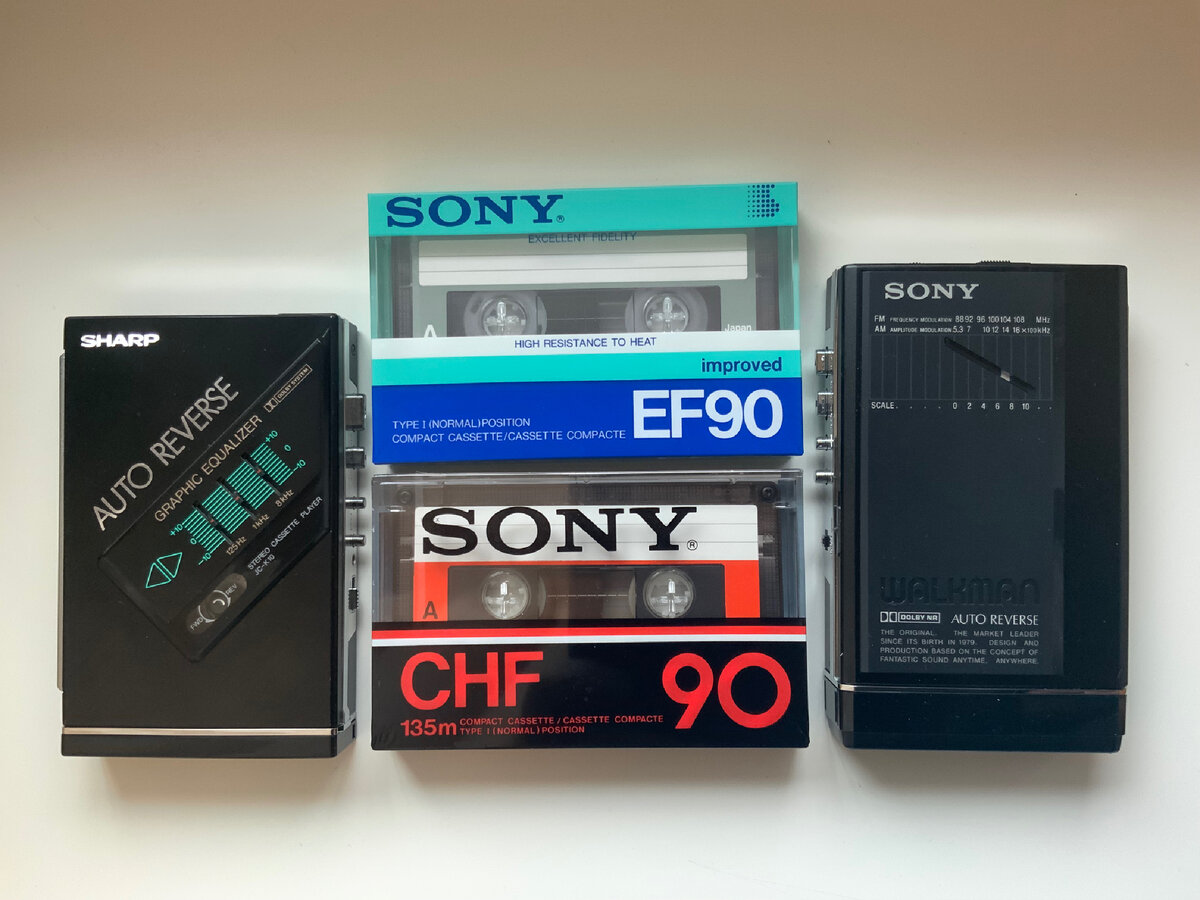 SHARP
AUTO REVERSE
GRAPHIC EQUALIZER
DOLBY SYSTEM
+10
0
-10
+10
0
-10
125Hz
1kHz
8kHz
STEREO CASSETTE PLAYER
JC-K10
FWD
REV
SONY®
EXCELLENT FIDELITY
A
Japan
HIGH RESISTANCE TO HEAT
improved
EF90
TYPE I (NORMAL) POSITION
COMPACT CASSETTE/CASSETTE COMPACTE
SONY®
A
CHF 90
135m COMPACT CASSETTE / CASSETTE COMPACTE
TYPE I (NORMAL) POSITION
SONY
FM FREQUENCY MODULATION 88 92 96 100 104 108 MHz
AM AMPLITUDE MODULATION 5.3 7 10 12 14 16 ×100kHz
SCALE. . . . . 0 2 4 6 8 10 . .
WALKMAN
DOLBY NR AUTO REVERSE
THE ORIGINAL. THE MARKET LEADER
SINCE ITS BIRTH IN 1979. DESIGN AND
PRODUCTION BASED ON THE CONCEPT OF
FANTASTIC SOUND ANYTIME. ANYWHERE.